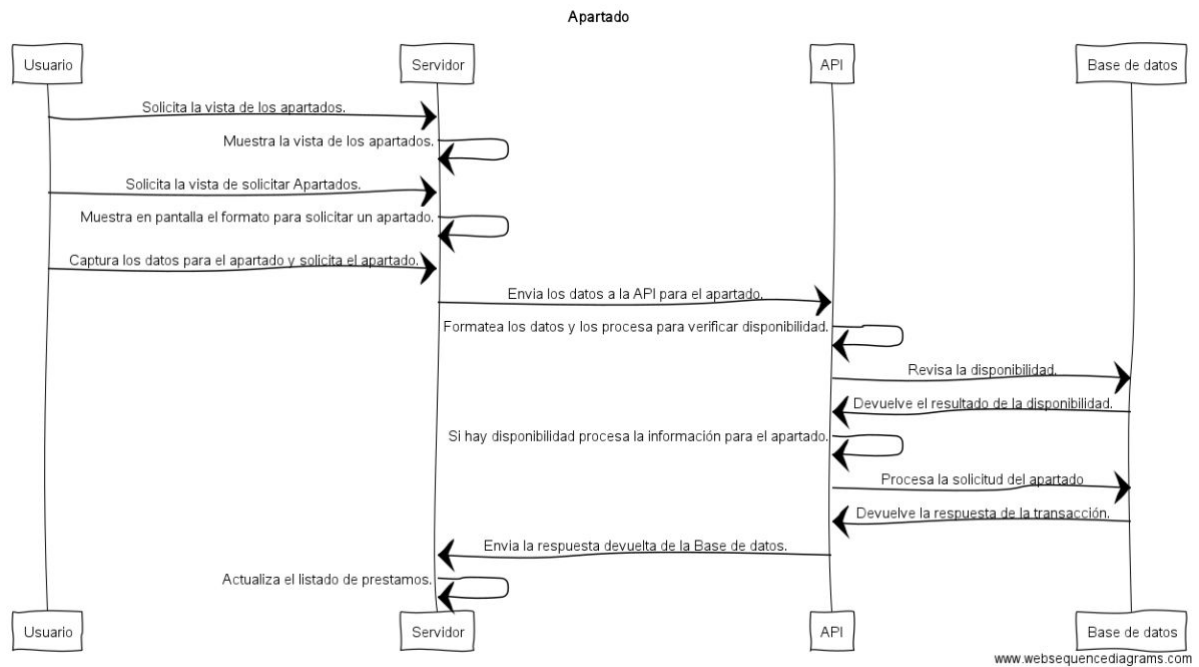 Apartado
Usuario
Servidor
API
Base de datos
Solicita la vista de los apartados.
Muestra la vista de los apartados.
Solicita la vista de solicitar Apartados.
Muestra en pantalla el formato para solicitar un apartado.
Captura los datos para el apartado y solicita el apartado.
Envia los datos a la API para el apartado.
Formatea los datos y los procesa para verificar disponibilidad.
Revisa la disponibilidad.
Devuelve el resultado de la disponibilidad.
Si hay disponibilidad procesa la información para el apartado.
Procesa la solicitud del apartado
Devuelve la respuesta de la transacción.
Envia la respuesta devuelta de la Base de datos.
Actualiza el listado de prestamos.
Usuario
Servidor
API
Base de datos
www.websequencediagrams.com